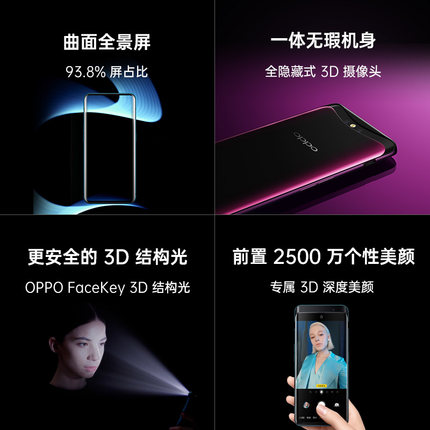 曲面全景屏
93.8% 屏占比
一体无瑕机身
全隐藏式 3D 摄像头
oppo
更安全的 3D 结构光
OPPO FaceKey 3D 结构光
前置 2500 万个性美颜
专属 3D 深度美颜